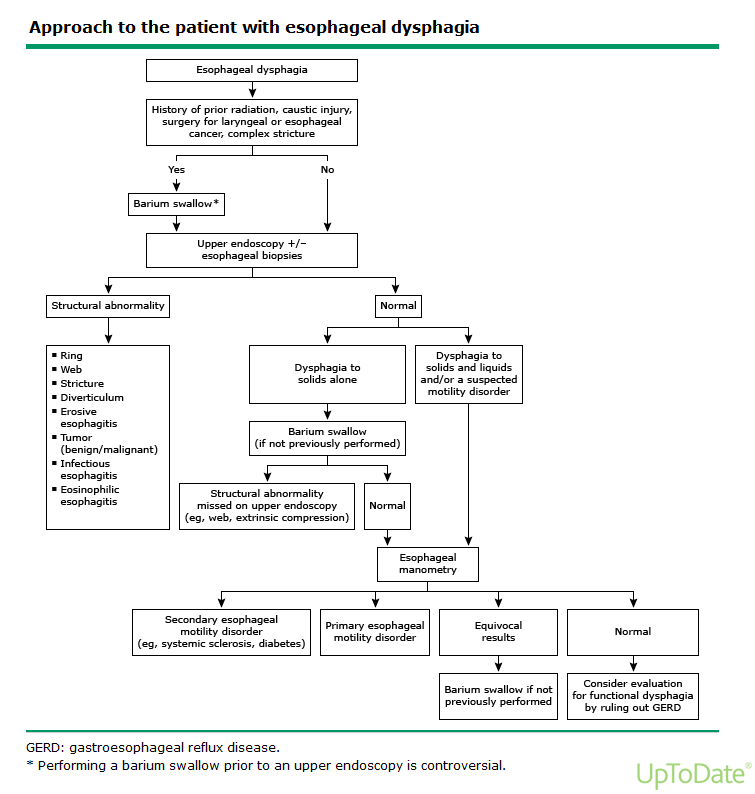 Approach to the patient with esophageal dysphagia
Esophageal dysphagia
History of prior radiation, caustic injury,
surgery for laryngeal or esophageal
cancer, complex stricture
Yes
No
Barium swallow*
Upper endoscopy +/–
esophageal biopsies
Structural abnormality
Normal
▪ Ring
▪ Web
▪ Stricture
▪ Diverticulum
▪ Erosive
esophagitis
▪ Tumor
(benign/malignant)
▪ Infectious
esophagitis
▪ Eosinophilic
esophagitis
Dysphagia to
solids alone
Dysphagia to
solids and liquids
and/or a suspected
motility disorder
Barium swallow
(if not previously performed)
Structural abnormality
missed on upper endoscopy
(eg, web, extrinsic compression)
Normal
Esophageal
manometry
Secondary esophageal
motility disorder
(eg, systemic sclerosis, diabetes)
Primary esophageal
motility disorder
Equivocal
results
Normal
Barium swallow if not
previously performed
Consider evaluation
for functional dysphagia
by ruling out GERD
GERD: gastroesophageal reflux disease.
* Performing a barium swallow prior to an upper endoscopy is controversial.
UpToDate®